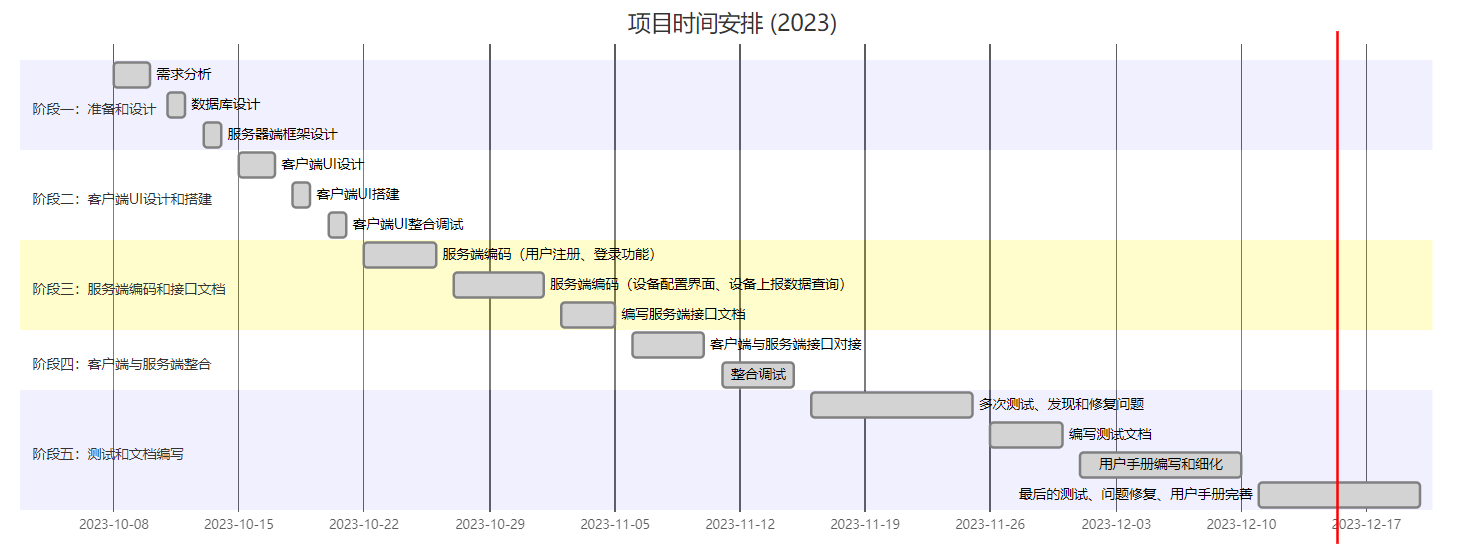 项目时间安排 (2023)
需求分析
数据库设计
阶段一：准备和设计
服务器端框架设计
客户端UI设计
客户端UI搭建
阶段二：客户端UI设计和搭建
客户端UI整合调试
服务端编码（用户注册、登录功能）
服务端编码（设备配置界面、设备上报数据查询）
阶段三：服务端编码和接口文档
编写服务端接口文档
客户端与服务端接口对接
阶段四：客户端与服务端整合
整合调试
多次测试、发现和修复问题
编写测试文档
阶段五：测试和文档编写
用户手册编写和细化
最后的测试、问题修复、用户手册完善
2023-10-08 2023-10-15 2023-10-22 2023-10-29 2023-11-05 2023-11-12 2023-11-19 2023-11-26 2023-12-03 2023-12-10 2023-12-17